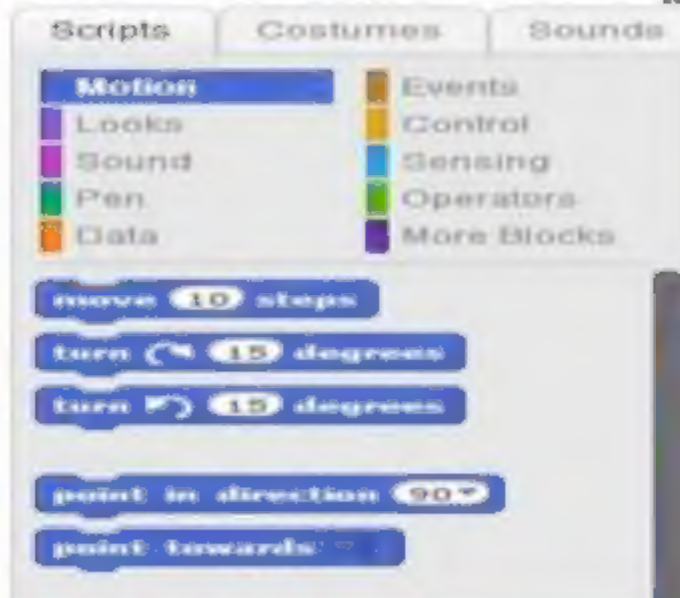 Scripts Costumes Sounds
Motion Events
Looks Control
Sound Sensing
Pen Operators
Data More Blocks
move 10 steps
turn 15 degrees
turn 15 degrees
point in direction 90
point towards